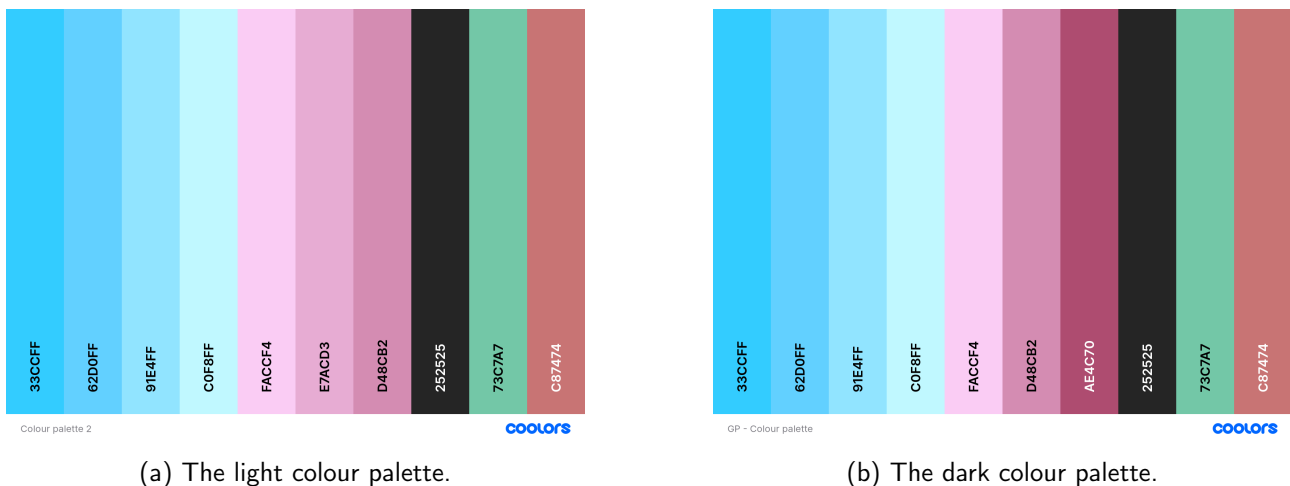 33CCFF
62D0FF
91E4FF
C0F8FF
FACCF4
E7ACD3
D48CB2
252525
73C7A7
C87474
Colour palette 2
coolors
(a) The light colour palette.
33CCFF
62D0FF
91E4FF
C0F8FF
FACCF4
D48CB2
AE4C70
252525
73C7A7
C87474
GP - Colour palette
coolors
(b) The dark colour palette.